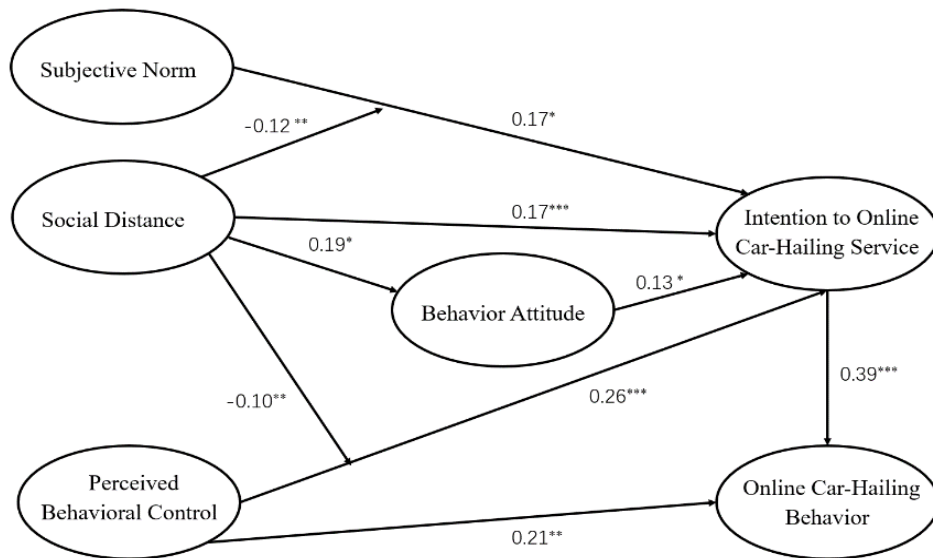 Subjective Norm
-0.12 **
0.17*
Social Distance
0.17***
Intention to Online
Car-Hailing Service
0.19*
Behavior Attitude
0.13 *
-0.10**
0.26***
0.39***
Perceived
Behavioral Control
Online Car-Hailing
Behavior
0.21**